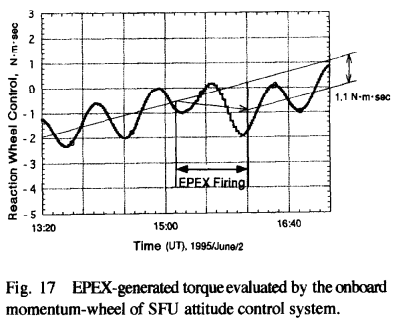 Reaction Wheel Control, N·m·sec
3
2
1
0
-1
-2
-3
-4
-5
1.1 N·m·sec
EPEX Firing
13:20
15:00
16:40
Time (UT), 1995/June/2
Fig. 17 EPEX-generated torque evaluated by the onboard
momentum-wheel of SFU attitude control system.